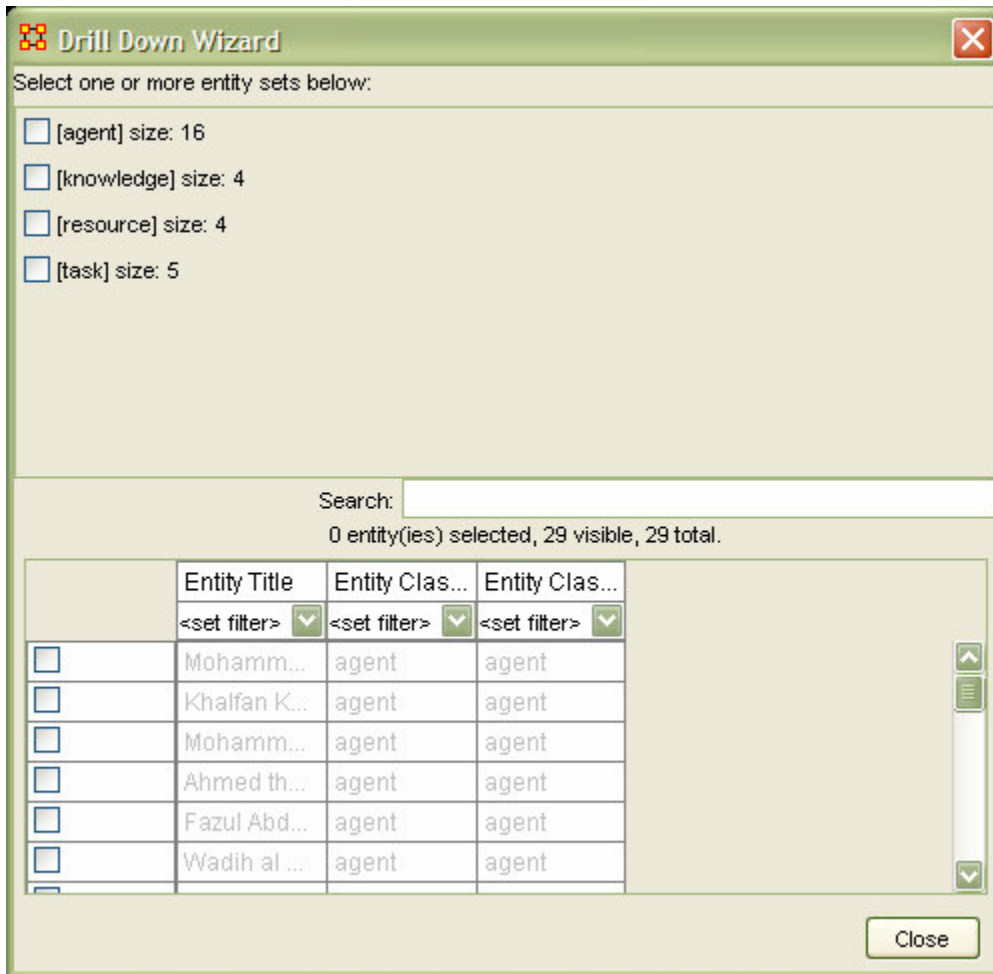 Drill Down Wizard
Select one or more entity sets below:
[agent] size: 16
[knowledge] size: 4
[resource] size: 4
[task] size: 5
Search:
0 entity(ies) selected, 29 visible, 29 total.
Entity Title Entity Clas... Entity Clas...
<set filter> <set filter> <set filter>
Mohamm... agent agent
Khalfan K... agent agent
Mohamm... agent agent
Ahmed th... agent agent
Fazul Abd... agent agent
Wadih al ... agent agent
Close